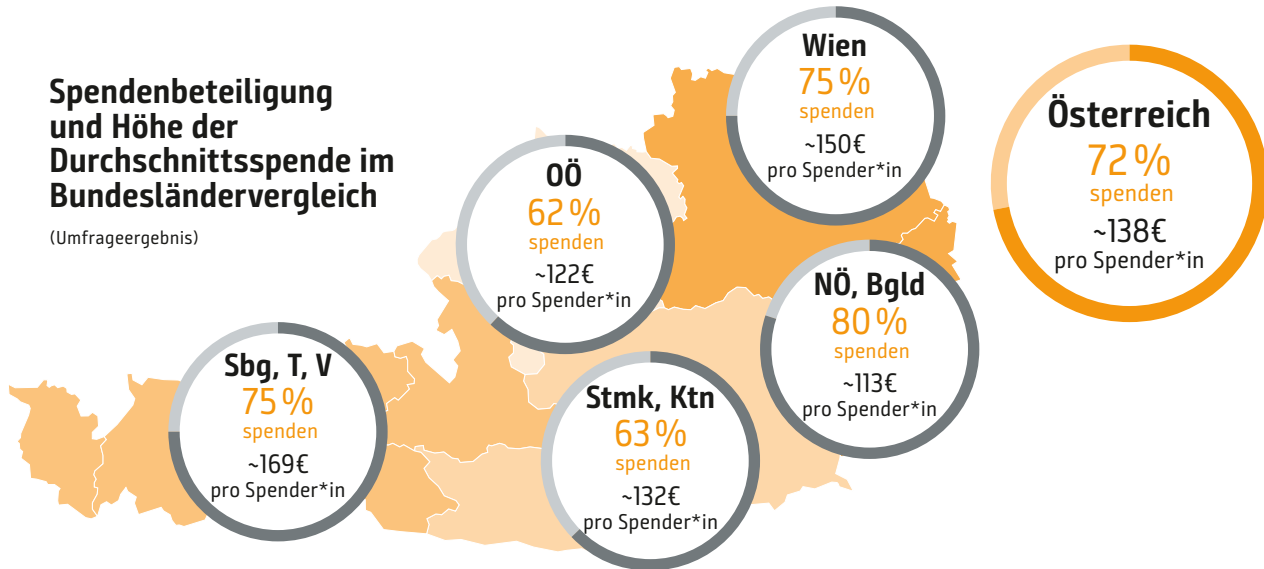 Spendenbeteiligung
und Höhe der
Durchschnittsspende im
Bundesländervergleich
(Umfrageergebnis)
Wien
75 %
spenden
~150€
pro Spender*in
Österreich
72 %
spenden
~138€
pro Spender*in
OÖ
62 %
spenden
~122€
pro Spender*in
NÖ, Bgld
80 %
spenden
~113€
pro Spender*in
Sbg, T, V
75 %
spenden
~169€
pro Spender*in
Stmk, Ktn
63 %
spenden
~132€
pro Spender*in